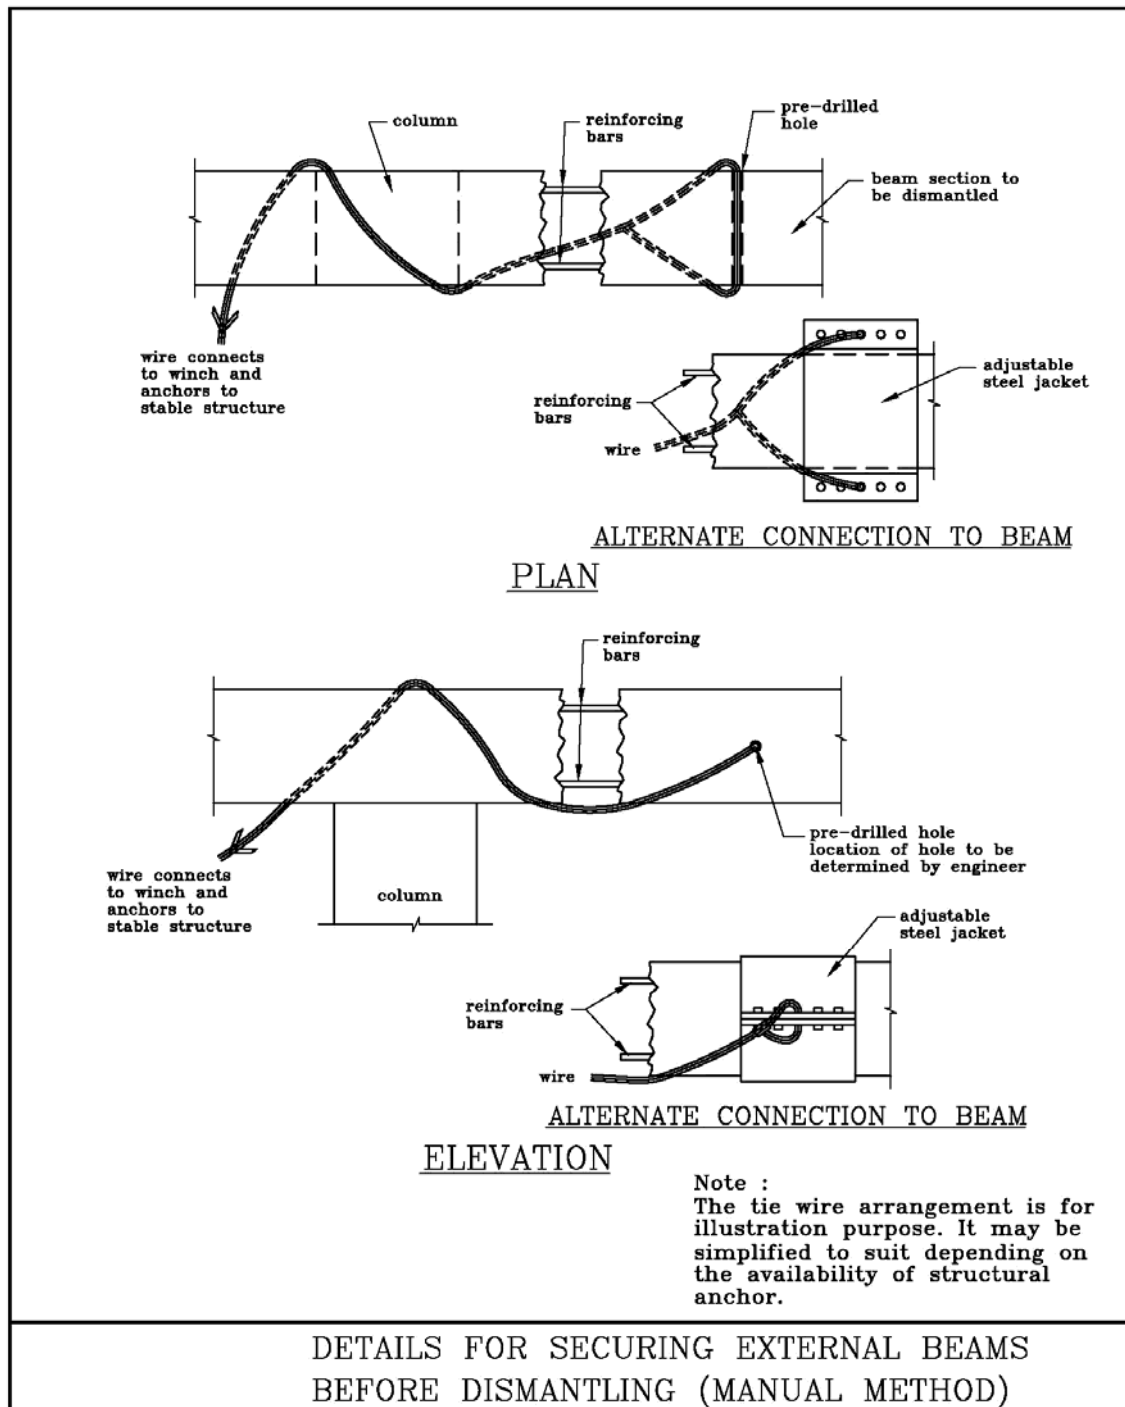 column
reinforcing
bars
pre-drilled
hole
beam section to
be dismantled
wire connects
to winch and
anchors to
stable structure
reinforcing
bars
wire
adjustable
steel jacket
ALTERNATE CONNECTION TO BEAM
PLAN
reinforcing
bars
pre-drilled hole
location of hole to be
determined by engineer
wire connects
to winch and
anchors to
stable structure
column
adjustable
steel jacket
reinforcing
bars
wire
ALTERNATE CONNECTION TO BEAM
ELEVATION
Note :
The tie wire arrangement is for
illustration purpose. It may be
simplified to suit depending on
the availability of structural
anchor.
DETAILS FOR SECURING EXTERNAL BEAMS
BEFORE DISMANTLING (MANUAL METHOD)